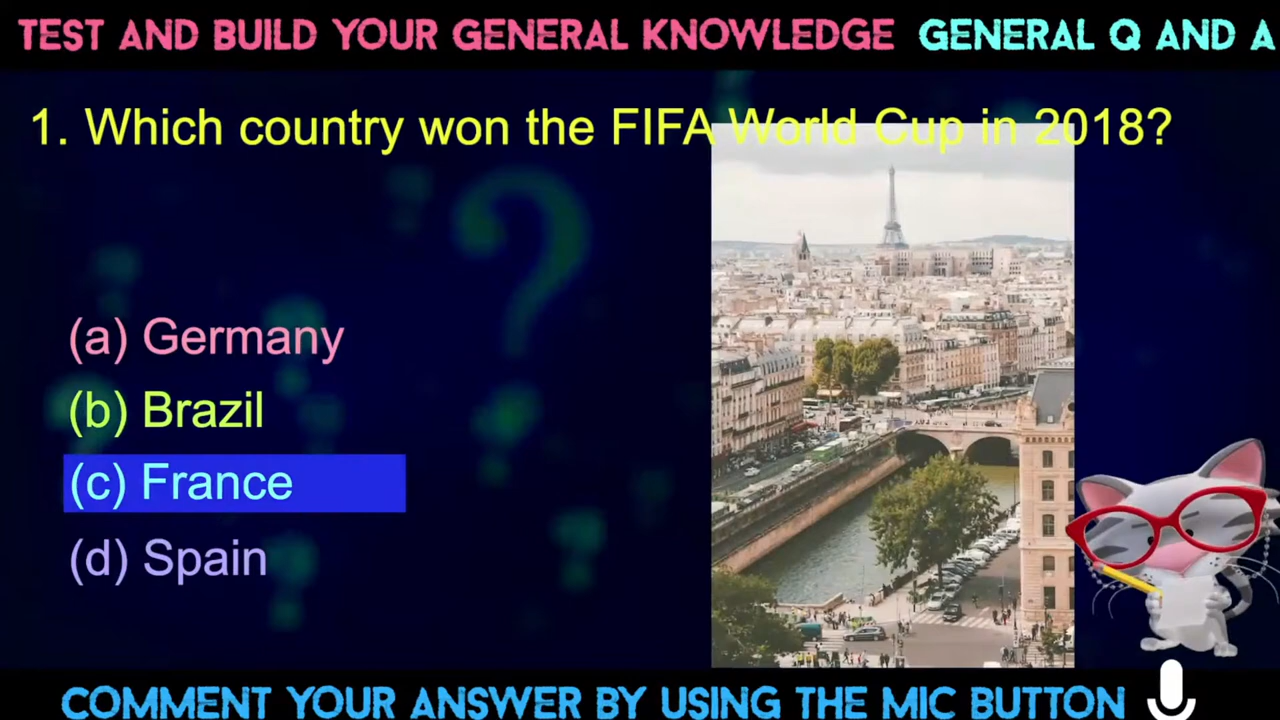 TEST AND BUILD YOUR GENERAL KNOWLEDGE GENERAL Q AND A
1. Which country won the FIFA World Cup in 2018?
(a) Germany
(b) Brazil
(c) France
(d) Spain
COMMENT YOUR ANSWER BY USING THE MIC BUTTON